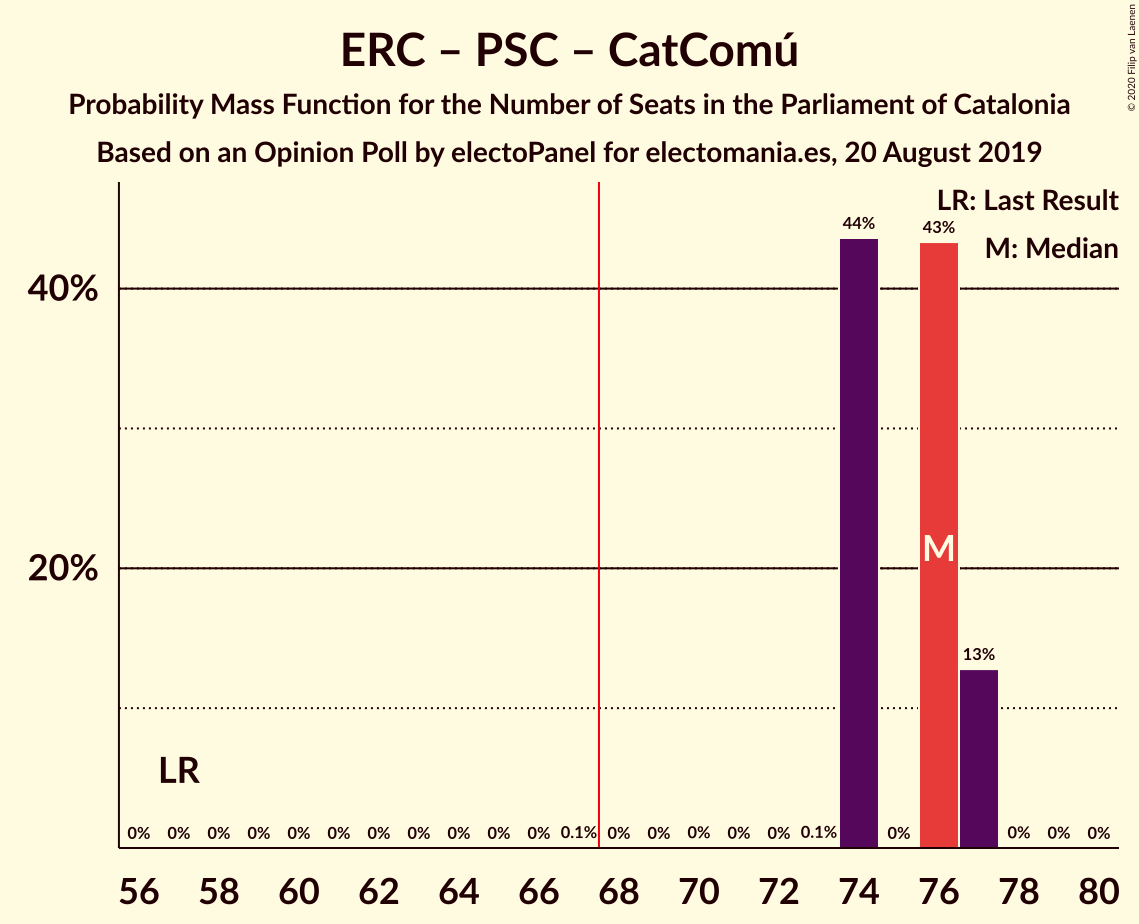 ERC – PSC – CatComú
Probability Mass Function for the Number of Seats in the Parliament of Catalonia
Based on an Opinion Poll by electoPanel for electomania.es, 20 August 2019
© 2020 Filip van Laenen
LR: Last Result
M: Median
44%
43%
40%
M
20%
13%
LR
0% 0% 0% 0% 0% 0% 0% 0% 0% 0% 0% 0.1% 0% 0% 0% 0% 0% 0.1% 0% 0% 0% 0%
56 58 60 62 64 66 68 70 72 74 76 78 80